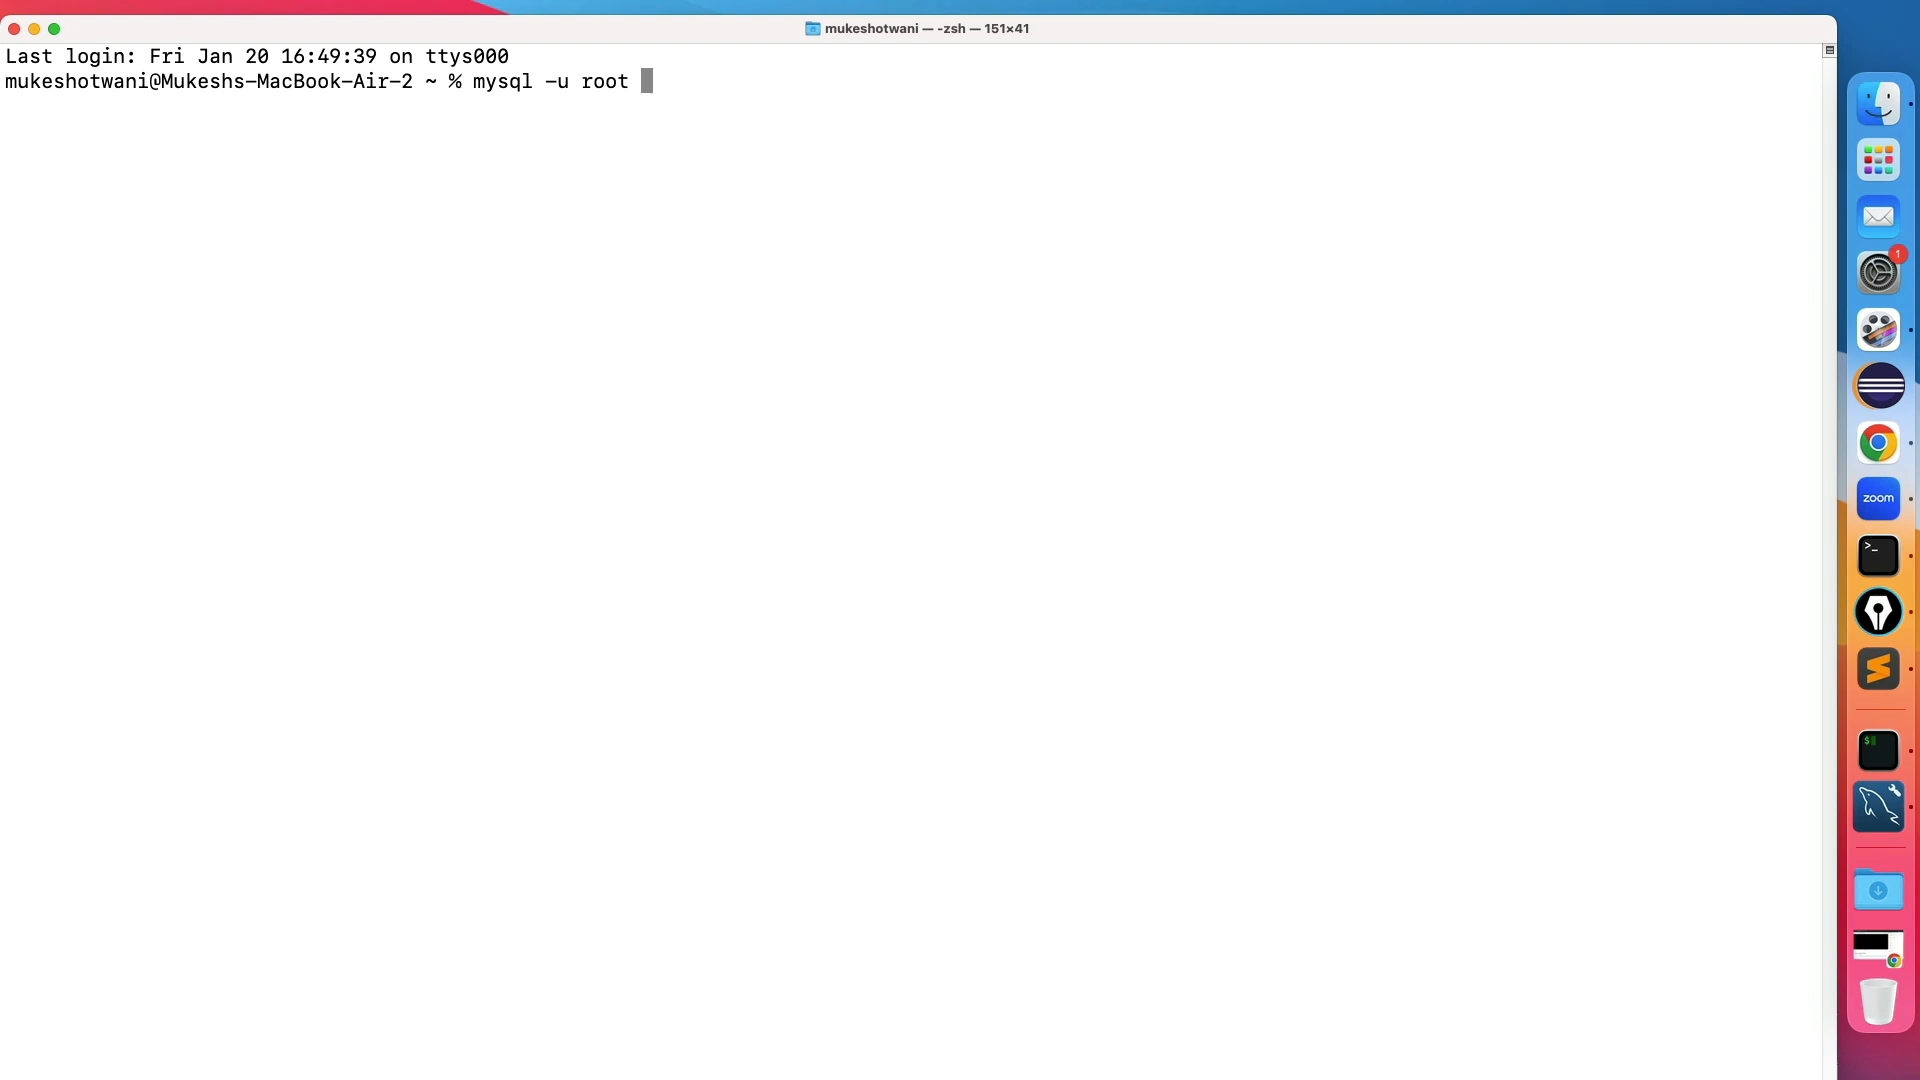 mukeshotwani — -zsh — 151×41
Last login: Fri Jan 20 16:49:39 on ttys000
mukeshotwani@Mukeshs-MacBook-Air-2 ~ % mysql -u root
1
zoom
>_
$